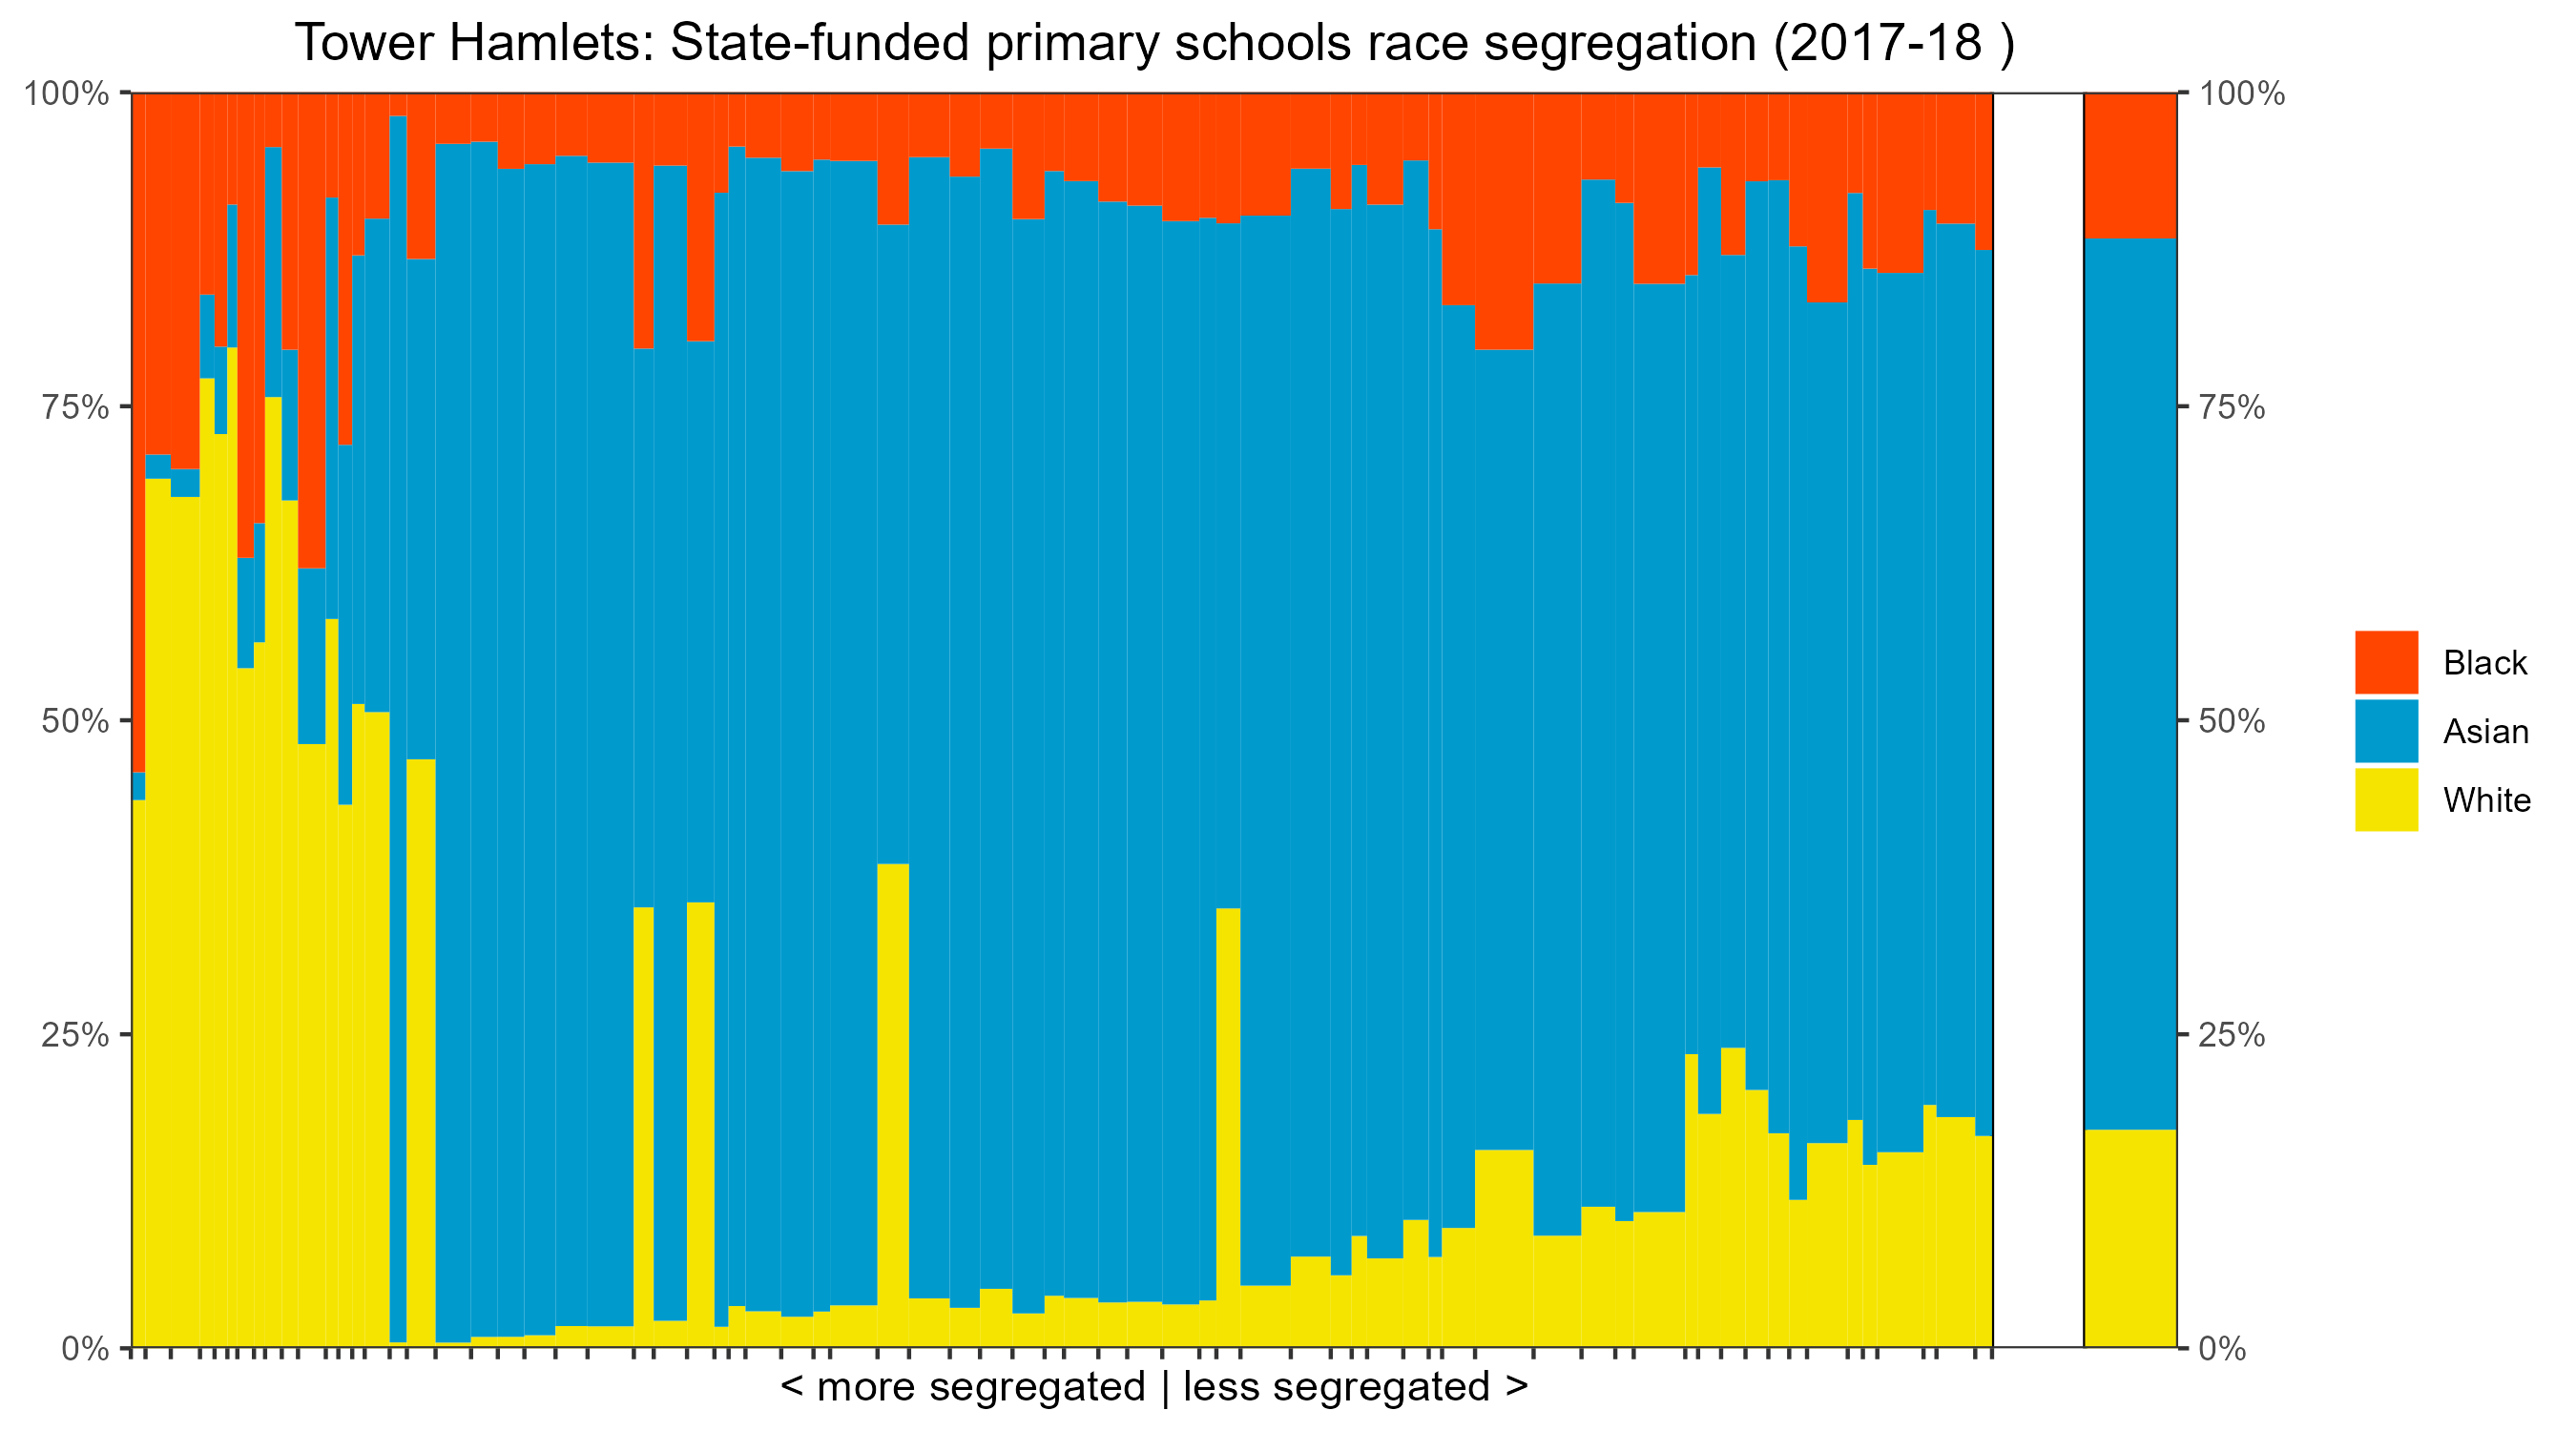 Tower Hamlets: State-funded primary schools race segregation (2017-18 )
100%
75%
50%
25%
0%
100%
75%
50%
25%
0%
Black
Asian
White
< more segregated | less segregated >